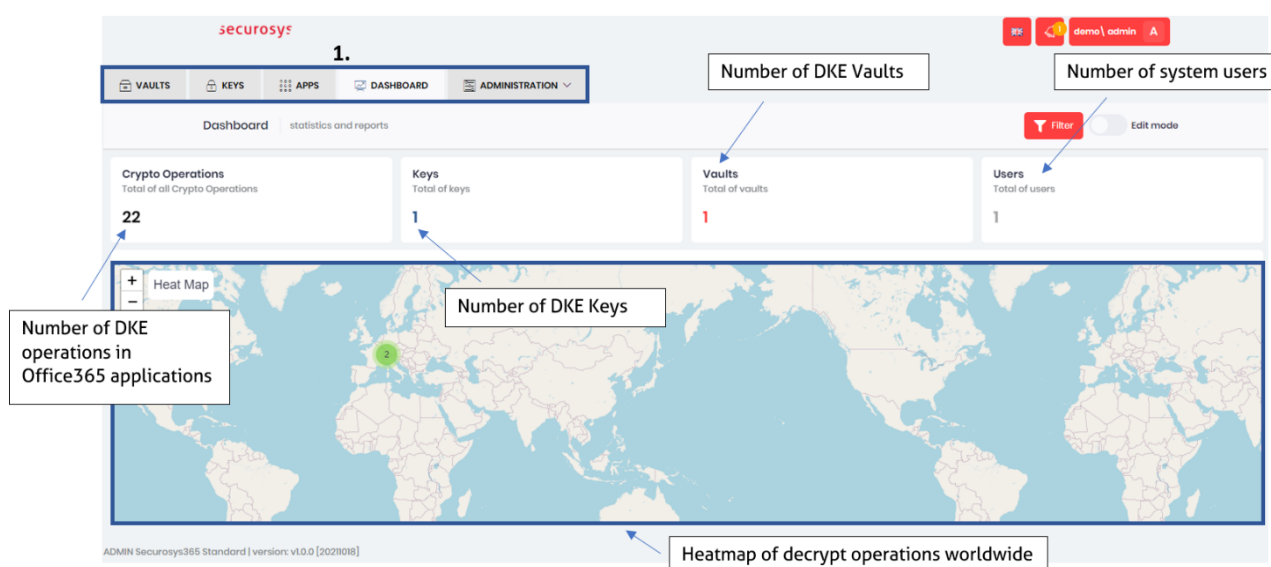 securosys
1
demo\admin A
1.
VAULTS KEYS APPS DASHBOARD ADMINISTRATION
Number of DKE Vaults
Number of system users
Dashboard statistics and reports
Filter Edit mode
Crypto Operations
Total of all Crypto Operations
22
Keys
Total of keys
1
Vaults
Total of vaults
1
Users
Total of users
1
+
Heat Map
−
Number of DKE
operations in
Office365 applications
Number of DKE Keys
2
Heatmap of decrypt operations worldwide
ADMIN Securosys365 Standard | version: v1.0.0 [20211018]